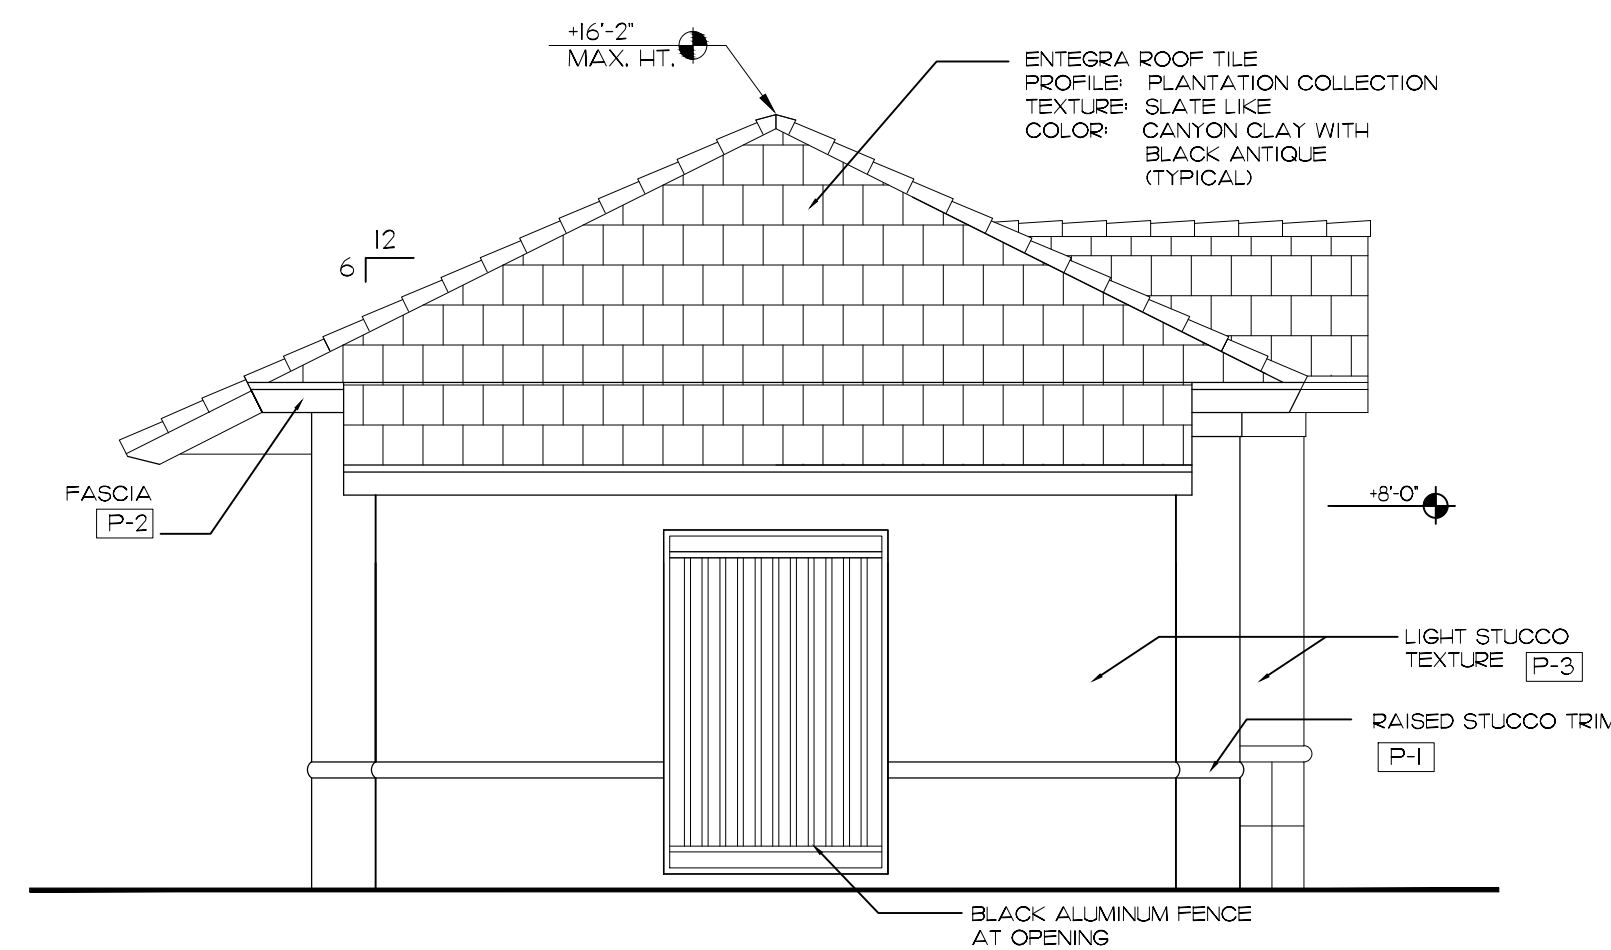 +16'-2"
MAX. HT.
ENTEGRA ROOF TILE
PROFILE: PLANTATION COLLECTION
TEXTURE: SLATE LIKE
COLOR: CANYON CLAY WITH
BLACK ANTIQUE
(TYPICAL)
12
6
FASCIA
P-2
+8'-0"
LIGHT STUCCO
TEXTURE P-3
RAISED STUCCO TRIM
P-1
BLACK ALUMINUM FENCE
AT OPENING